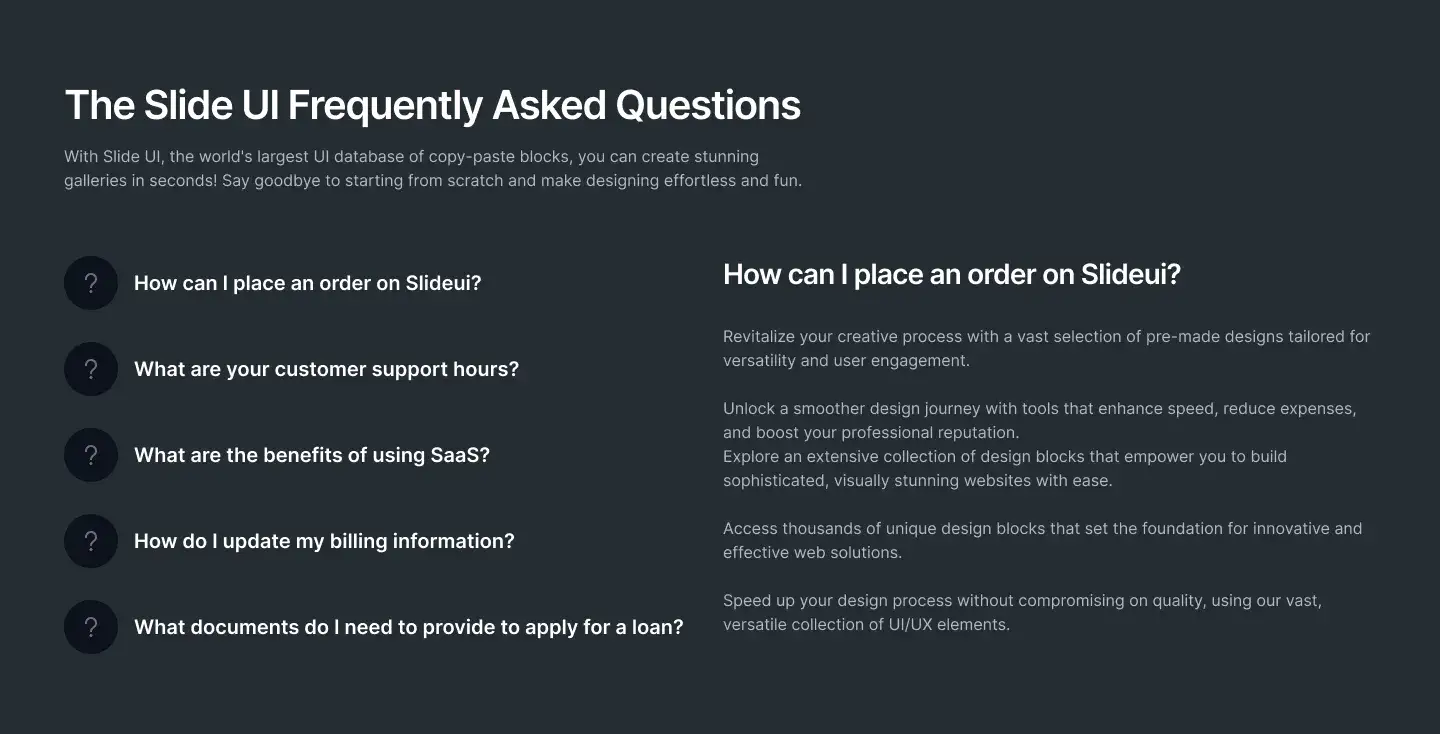 The Slide UI Frequently Asked Questions
With Slide UI, the world's largest UI database of copy-paste blocks, you can create stunning
galleries in seconds! Say goodbye to starting from scratch and make designing effortless and fun.
? How can I place an order on Slideui?
? What are your customer support hours?
? What are the benefits of using SaaS?
? How do I update my billing information?
? What documents do I need to provide to apply for a loan?
How can I place an order on Slideui?
Revitalize your creative process with a vast selection of pre-made designs tailored for
versatility and user engagement.
Unlock a smoother design journey with tools that enhance speed, reduce expenses,
and boost your professional reputation.
Explore an extensive collection of design blocks that empower you to build
sophisticated, visually stunning websites with ease.
Access thousands of unique design blocks that set the foundation for innovative and
effective web solutions.
Speed up your design process without compromising on quality, using our vast,
versatile collection of UI/UX elements.